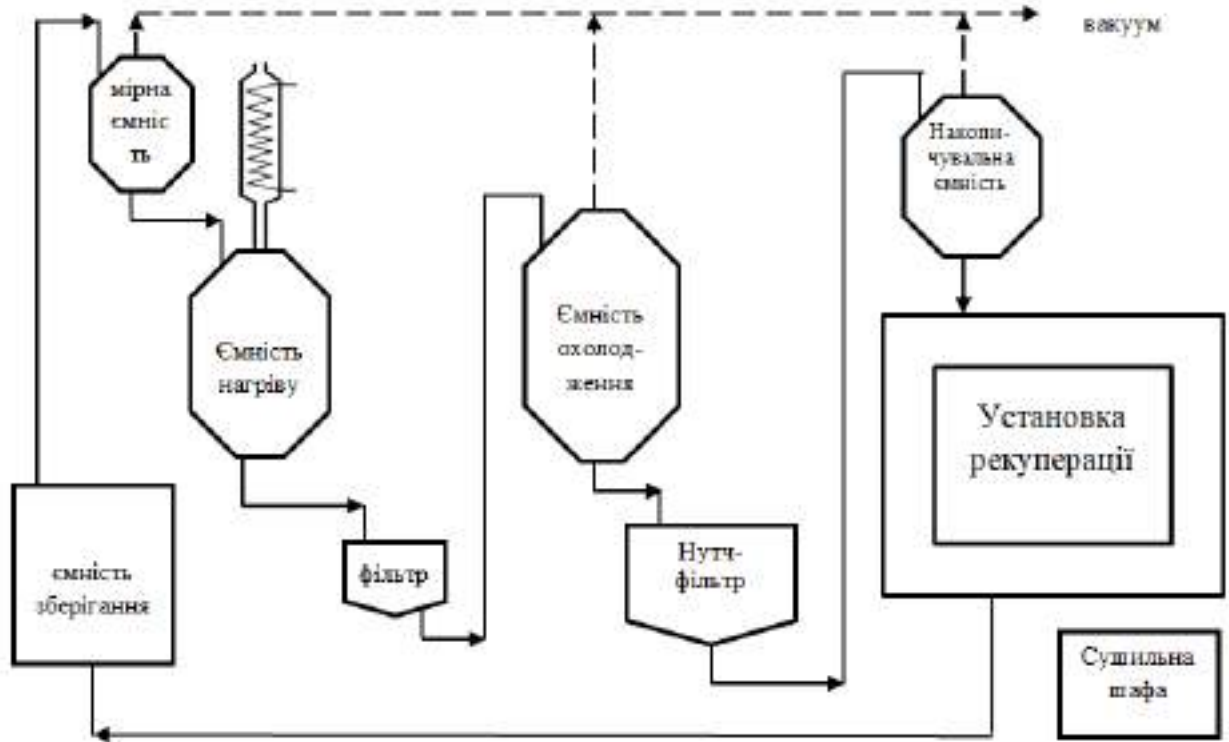 вакуум
мірна
ємніс
ть
Накопи-
чувальна
ємність
Ємність
нагріву
Ємність
охолод-
ження
Установка
рекуперації
ємність
зберігання
фільтр
Нутч-
фільтр
Сушильна
шафа